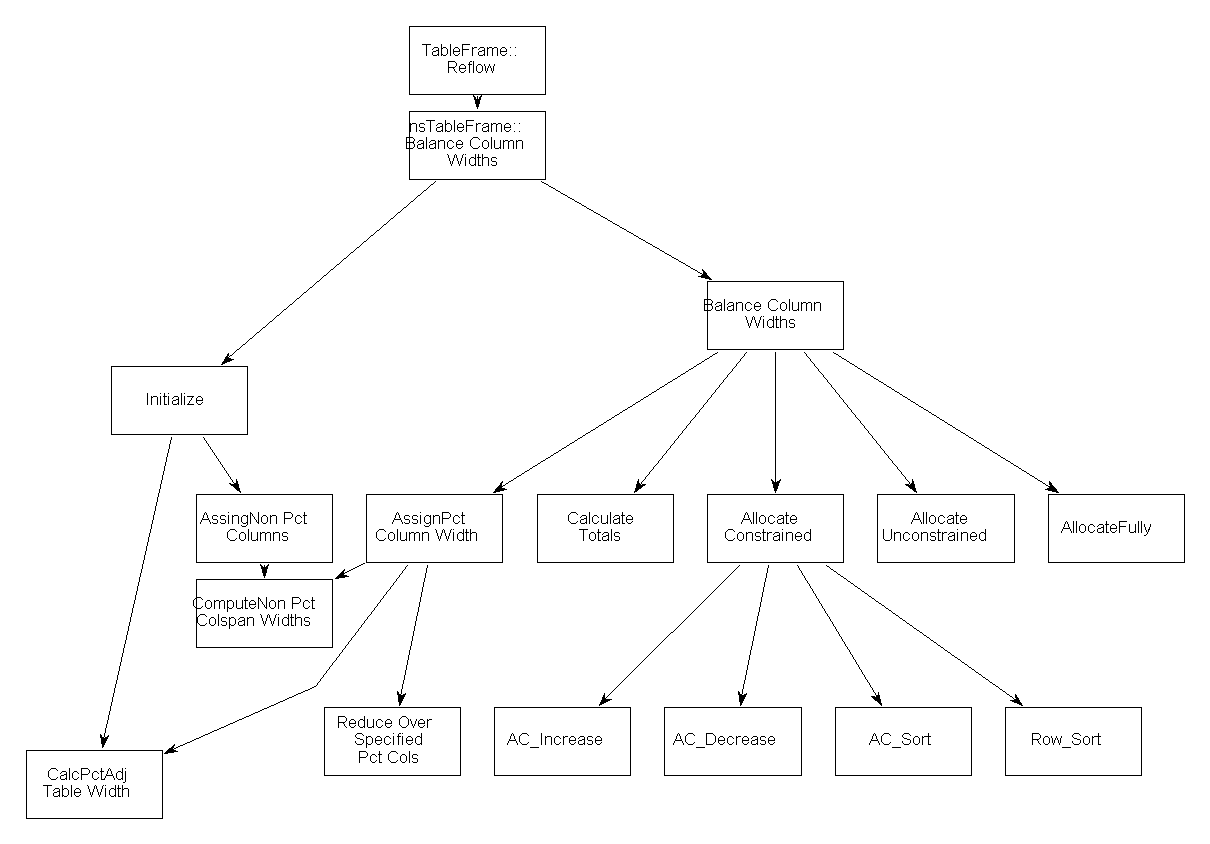 TableFrame::
Reflow
nsTableFrame::
Balance Column
Widths
Balance Column
Widths
Initialize
AssingNon Pct
Columns
AssignPct
Column Width
Calculate
Totals
Allocate
Constrained
Allocate
Unconstrained
AllocateFully
ComputeNon Pct
Colspan Widths
Reduce Over
Specified
Pct Cols
AC_Increase
AC_Decrease
AC_Sort
Row_Sort
CalcPctAdj
Table Width